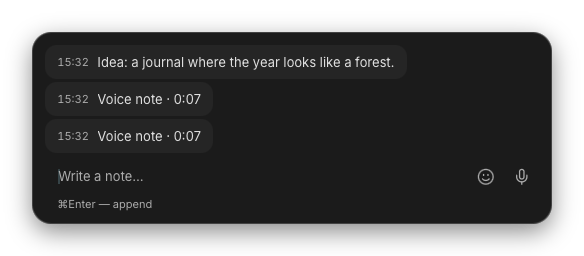 15:32 Idea: a journal where the year looks like a forest.
15:32 Voice note · 0:07
15:32 Voice note · 0:07
Write a note...
⌘Enter — append